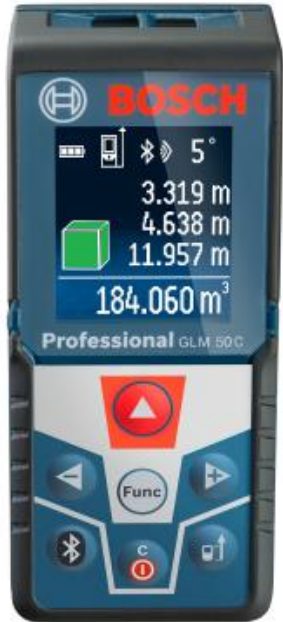 BOSCH
5°
3.319 m
4.638 m
11.957 m
184.060 m³
Professional GLM 50 C
Func
C